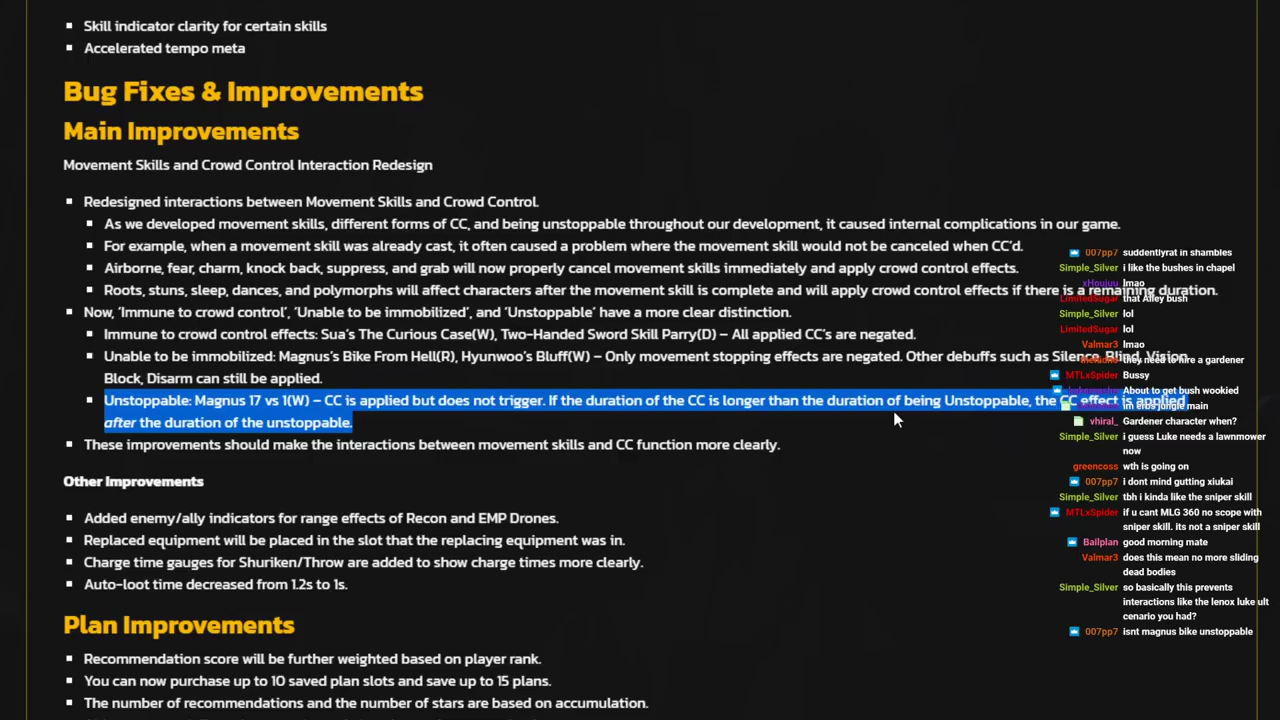 Skill indicator clarity for certain skills
Accelerated tempo meta
Bug Fixes & Improvements
Main Improvements
Movement Skills and Crowd Control Interaction Redesign
Redesigned interactions between Movement Skills and Crowd Control.
As we developed movement skills, different forms of CC, and being unstoppable throughout our development, it caused internal complications in our game.
For example, when a movement skill was already cast, it often caused a problem where the movement skill would not be canceled when CC'd.
Airborne, fear, charm, knock back, suppress, and grab will now properly cancel movement skills immediately and apply crowd control effects.
Roots, stuns, sleep, dances, and polymorphs will affect characters after the movement skill is complete and will apply crowd control effects if there is a remaining duration.
Now, 'Immune to crowd control', 'Unable to be immobilized', and 'Unstoppable' have a more clear distinction.
Immune to crowd control effects: Sua's The Curious Case(W), Two-Handed Sword Skill Parry(D) – All applied CC's are negated.
Unable to be immobilized: Magnus's Bike From Hell(R), Hyunwoo's Bluff(W) – Only movement stopping effects are negated. Other debuffs such as Silence, Blind, Vision
Block, Disarm can still be applied.
Unstoppable: Magnus 17 vs 1(W) – CC is applied but does not trigger. If the duration of the CC is longer than the duration of being Unstoppable, the CC effect is applied
after the duration of the unstoppable.
These improvements should make the interactions between movement skills and CC function more clearly.
Other Improvements
Added enemy/ally indicators for range effects of Recon and EMP Drones.
Replaced equipment will be placed in the slot that the replacing equipment was in.
Charge time gauges for Shuriken/Throw are added to show charge times more clearly.
Auto-loot time decreased from 1.2s to 1s.
Plan Improvements
Recommendation score will be further weighted based on player rank.
You can now purchase up to 10 saved plan slots and save up to 15 plans.
The number of recommendations and the number of stars are based on accumulation.
007pp7 suddentlyrat in shambles
Simple_Silver i like the bushes in chapel
xHoujuu lmao
LimitedSugar that Alley bush
Simple_Silver lol
LimitedSugar lol
Valmar3 lmao
they need to hire a gardener
MTLxSpider Bussy
About to get bush wookied
im erbs jungle main
vhiral_ Gardener character when?
Simple_Silver i guess Luke needs a lawnmower
now
greencoss wth is going on
007pp7 i dont mind gutting xiukai
Simple_Silver tbh i kinda like the sniper skill
MTLxSpider if u cant MLG 360 no scope with
sniper skill. its not a sniper skill
Bailplan good morning mate
Valmar3 does this mean no more sliding
dead bodies
Simple_Silver so basically this prevents
interactions like the lenox luke ult
cenario you had?
007pp7 isnt magnus bike unstoppable